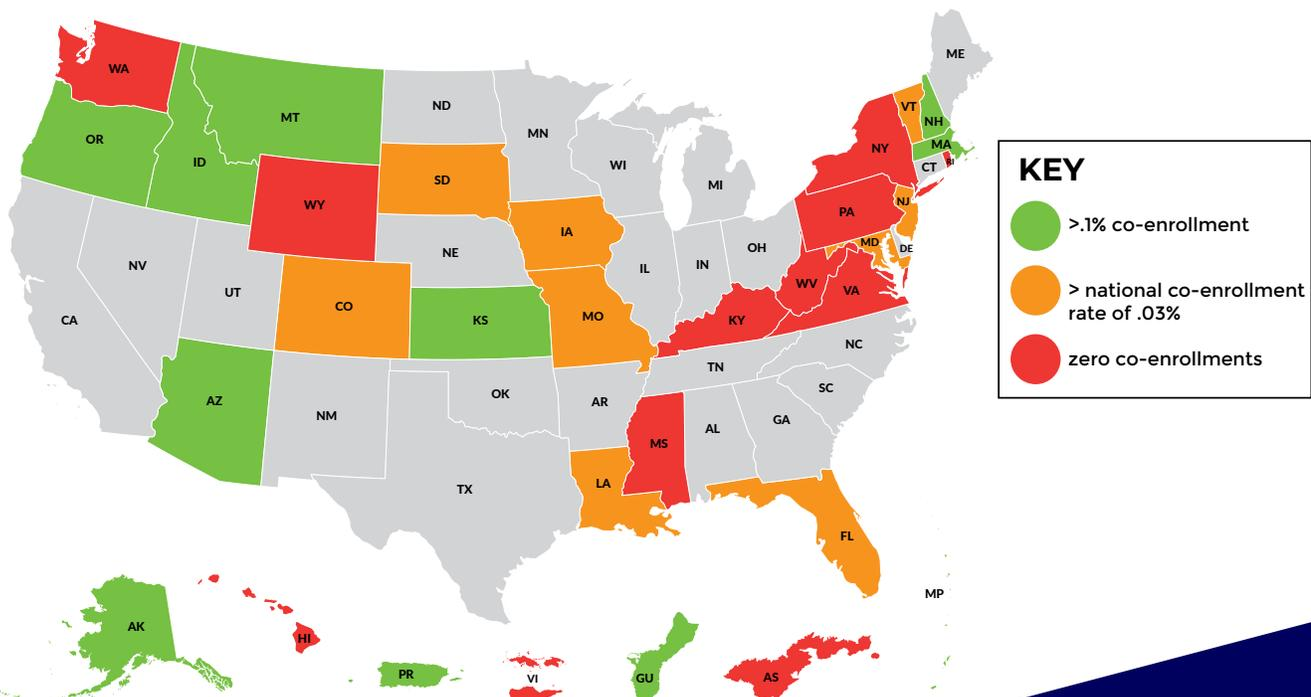 ME
WA
MT
ND
MN
VT
NH
OR
ID
SD
WI
MI
NY
MA
CT
RI
WY
IA
PA
NJ
NE
IL
IN
OH
MD
DE
NV
UT
CO
KS
MO
WV
VA
KY
CA
AZ
NM
OK
AR
TN
NC
SC
MS
AL
GA
TX
LA
FL
MP
AK
HI
PR
VI
GU
AS
KEY
>.1% co-enrollment
> national co-enrollment
rate of .03%
zero co-enrollments